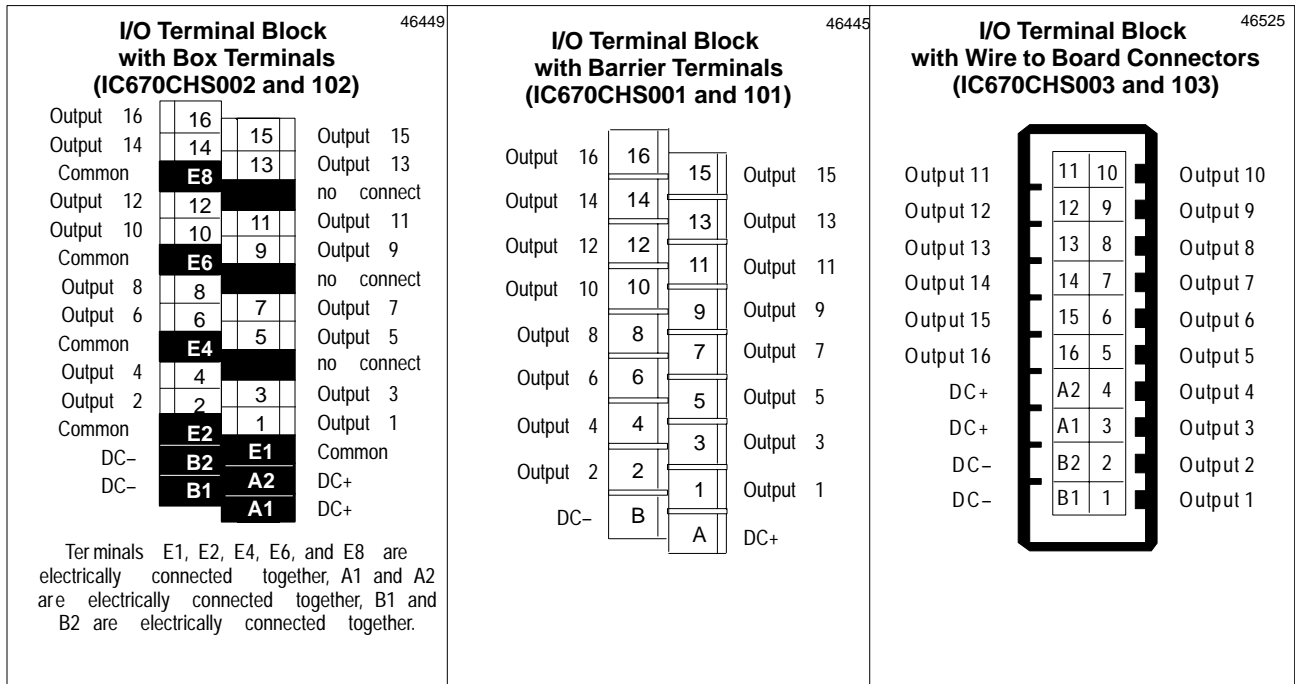 46449
I/O Terminal Block
with Box Terminals
(IC670CHS002 and 102)
Output 16 16
15 Output 15
Output 14 14
13 Output 13
Common E8
no connect
Output 12 12
11 Output 11
Output 10 10
9 Output 9
Common E6
no connect
Output 8 8
7 Output 7
Output 6 6
5 Output 5
Common E4
no connect
Output 4 4
3 Output 3
Output 2 2
1 Output 1
Common E2
E1 Common
DC– B2
A2 DC+
DC– B1
A1 DC+
Terminals E1, E2, E4, E6, and E8 are
electrically connected together, A1 and A2
are electrically connected together, B1 and
B2 are electrically connected together.
46445
I/O Terminal Block
with Barrier Terminals
(IC670CHS001 and 101)
Output 16 16
15 Output 15
Output 14 14
13 Output 13
Output 12 12
11 Output 11
Output 10 10
9 Output 9
Output 8 8
7 Output 7
Output 6 6
5 Output 5
Output 4 4
3 Output 3
Output 2 2
1 Output 1
DC– B
A DC+
46525
I/O Terminal Block
with Wire to Board Connectors
(IC670CHS003 and 103)
Output 11 11 10 Output 10
Output 12 12 9 Output 9
Output 13 13 8 Output 8
Output 14 14 7 Output 7
Output 15 15 6 Output 6
Output 16 16 5 Output 5
DC+ A2 4 Output 4
DC+ A1 3 Output 3
DC– B2 2 Output 2
DC– B1 1 Output 1